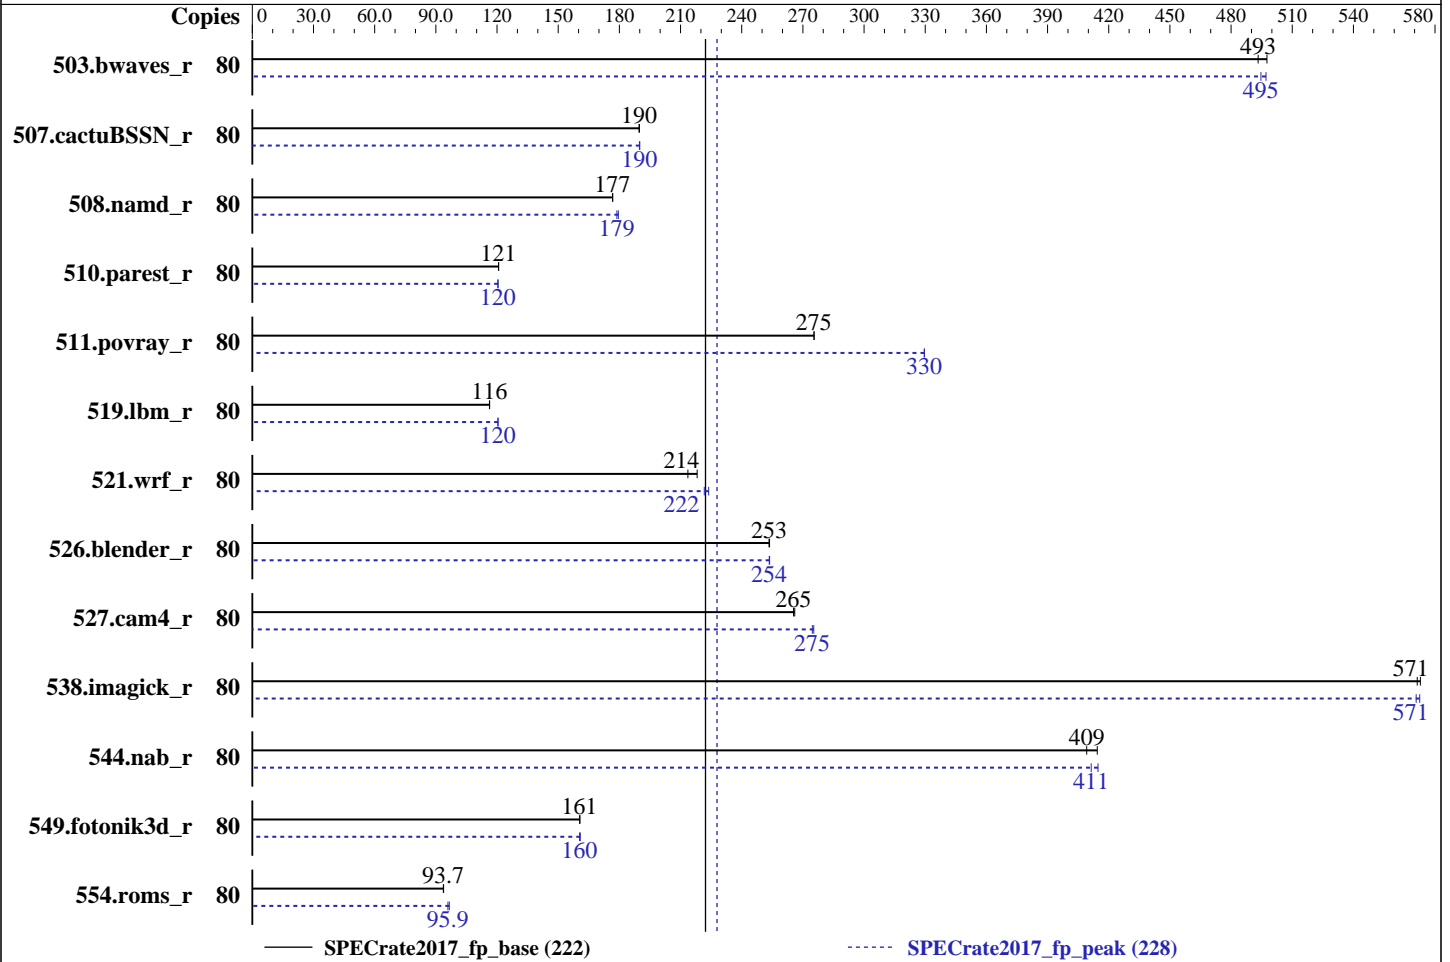 Copies 0 30.0 60.0 90.0 120 150 180 210 240 270 300 330 360 390 420 450 480 510 540 580
503.bwaves_r 80 493
495
507.cactuBSSN_r 80 190
190
508.namd_r 80 177
179
510.parest_r 80 121
120
511.povray_r 80 275
330
519.lbm_r 80 116
120
521.wrf_r 80 214
222
526.blender_r 80 253
254
527.cam4_r 80 265
275
538.imagick_r 80 571
571
544.nab_r 80 409
411
549.fotonik3d_r 80 161
160
554.roms_r 80 93.7
95.9
SPECrate2017_fp_base (222) SPECrate2017_fp_peak (228)